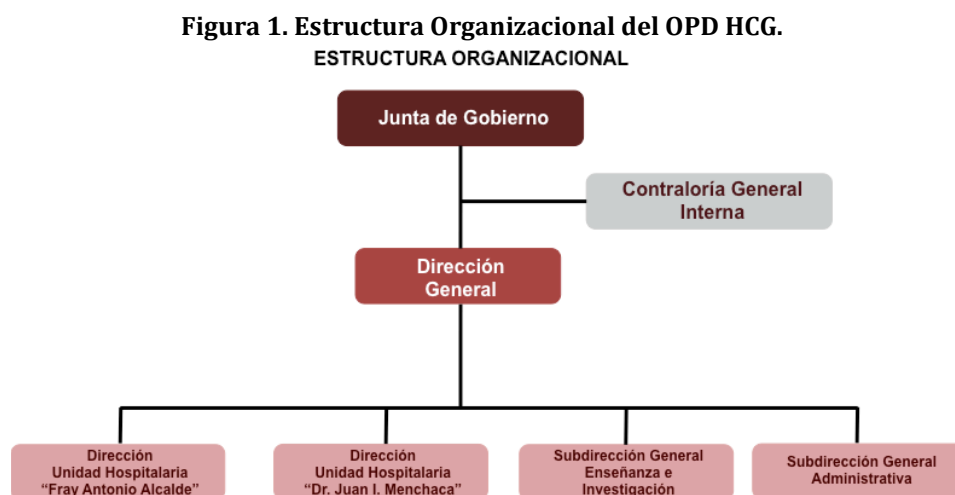 Figura 1. Estructura Organizacional del OPD HCG.
ESTRUCTURA ORGANIZACIONAL
Junta de Gobierno
Contraloría General
Interna
Dirección
General
Dirección
Unidad Hospitalaria
“Fray Antonio Alcalde”
Dirección
Unidad Hospitalaria
“Dr. Juan I. Menchaca”
Subdirección General
Enseñanza e
Investigación
Subdirección General
Administrativa